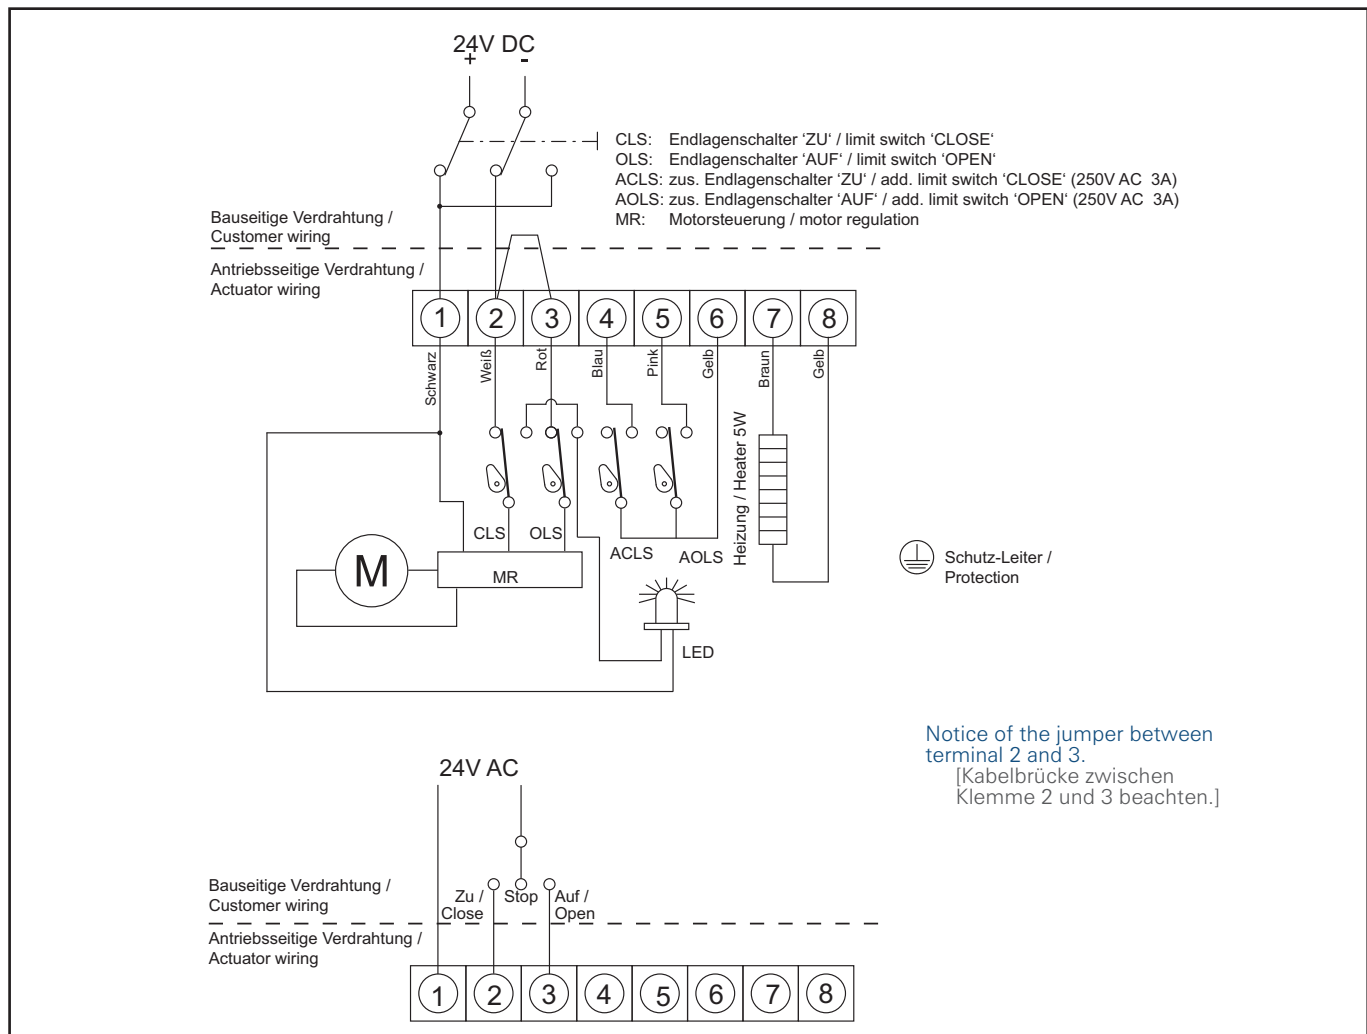 24V DC
+ -
CLS: Endlagenschalter 'ZU' / limit switch 'CLOSE'
OLS: Endlagenschalter 'AUF' / limit switch 'OPEN'
ACLS: zus. Endlagenschalter 'ZU' / add. limit switch 'CLOSE' (250V AC 3A)
AOLS: zus. Endlagenschalter 'AUF' / add. limit switch 'OPEN' (250V AC 3A)
MR: Motorsteuerung / motor regulation
Bauseitige Verdrahtung /
Customer wiring
Antriebsseitige Verdrahtung /
Actuator wiring
1 2 3 4 5 6 7 8
Schwarz
Weiß
Rot
Blau
Pink
Gelb
Braun
Gelb
Heizung / Heater 5W
CLS OLS
ACLS AOLS
M
MR
LED
Schutz-Leiter /
Protection
Notice of the jumper between
terminal 2 and 3.
[Kabelbrücke zwischen
Klemme 2 und 3 beachten.]
24V AC
Bauseitige Verdrahtung /
Customer wiring
Zu /
Close
Stop
Auf /
Open
Antriebsseitige Verdrahtung /
Actuator wiring
1 2 3 4 5 6 7 8